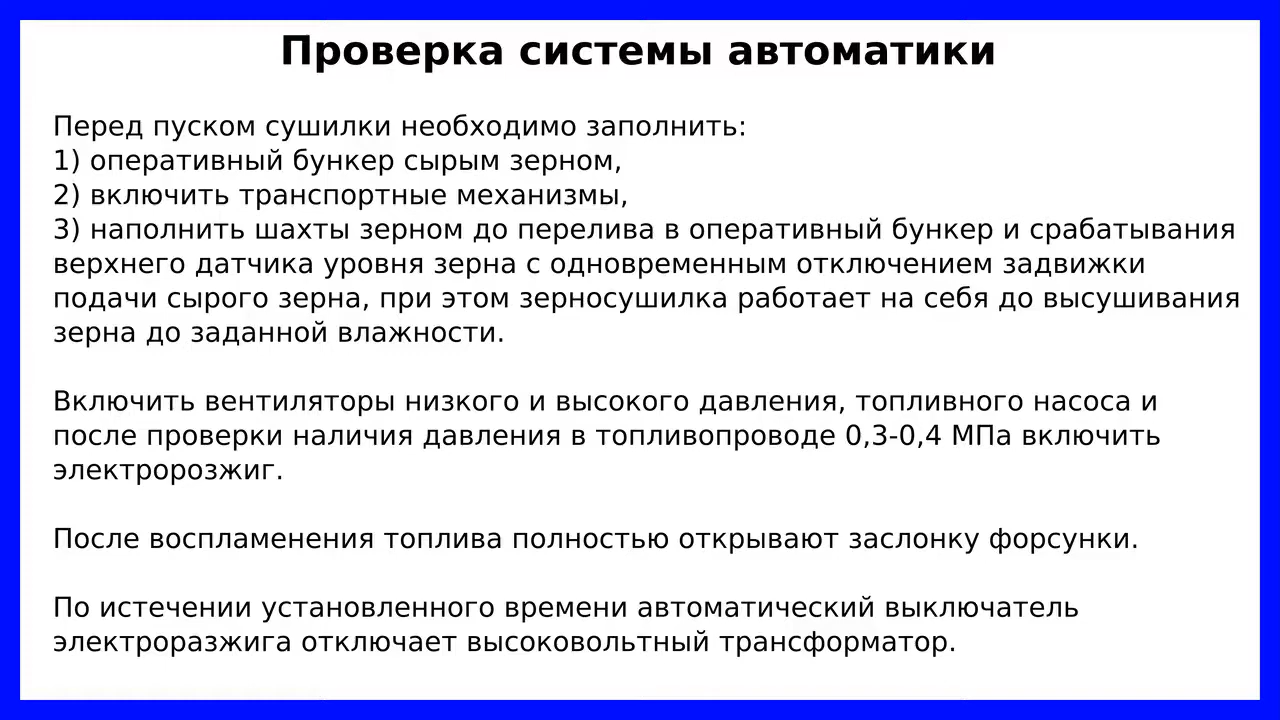 Проверка системы автоматики
Перед пуском сушилки необходимо заполнить:
1) оперативный бункер сырым зерном,
2) включить транспортные механизмы,
3) наполнить шахты зерном до перелива в оперативный бункер и срабатывания
верхнего датчика уровня зерна с одновременным отключением задвижки
подачи сырого зерна, при этом зерносушилка работает на себя до высушивания
зерна до заданной влажности.
Включить вентиляторы низкого и высокого давления, топливного насоса и
после проверки наличия давления в топливопроводе 0,3-0,4 МПа включить
электророзжиг.
После воспламенения топлива полностью открывают заслонку форсунки.
По истечении установленного времени автоматический выключатель
электроразжига отключает высоковольтный трансформатор.